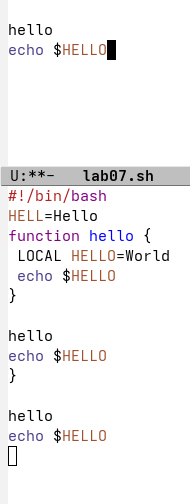 hello
echo $HELLO
U:**-   lab07.sh
#!/bin/bash
HELL=Hello
function hello {
 LOCAL HELLO=World
 echo $HELLO
}
hello
echo $HELLO
}
hello
echo $HELLO